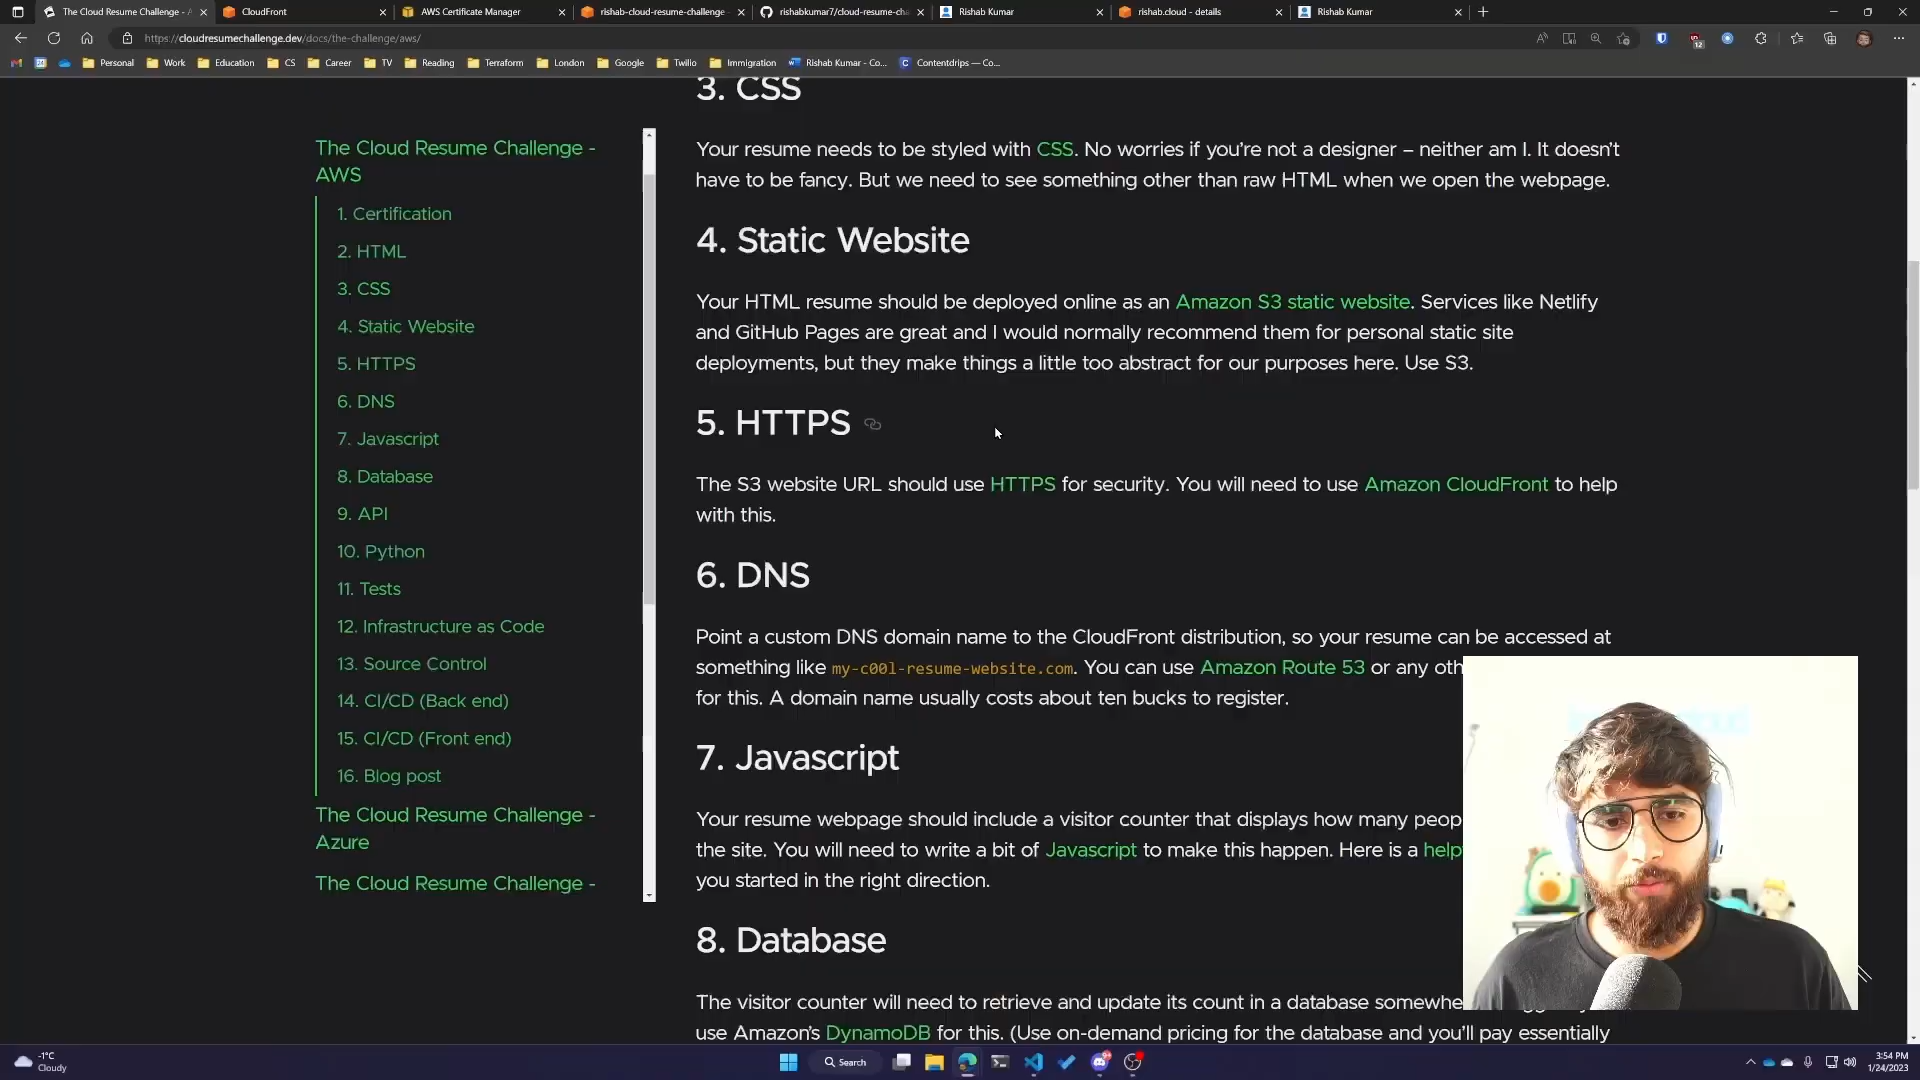 The Cloud Resume Challenge - A
CloudFront
AWS Certificate Manager
rishab-cloud-resume-challenge -
rishabkumar7/cloud-resume-cha
Rishab Kumar
rishab.cloud - details
Rishab Kumar
https://cloudresumechallenge.dev/docs/the-challenge/aws/
12
Personal
Work
Education
CS
Career
TV
Reading
Terraform
London
Google
Twilio
Immigration
Rishab Kumar - Co...
Contentdrips — Co...
The Cloud Resume Challenge -
AWS
1. Certification
2. HTML
3. CSS
4. Static Website
5. HTTPS
6. DNS
7. Javascript
8. Database
9. API
10. Python
11. Tests
12. Infrastructure as Code
13. Source Control
14. CI/CD (Back end)
15. CI/CD (Front end)
16. Blog post
The Cloud Resume Challenge -
Azure
The Cloud Resume Challenge -
3. CSS
Your resume needs to be styled with CSS. No worries if you’re not a designer – neither am I. It doesn’t
have to be fancy. But we need to see something other than raw HTML when we open the webpage.
4. Static Website
Your HTML resume should be deployed online as an Amazon S3 static website. Services like Netlify
and GitHub Pages are great and I would normally recommend them for personal static site
deployments, but they make things a little too abstract for our purposes here. Use S3.
5. HTTPS
The S3 website URL should use HTTPS for security. You will need to use Amazon CloudFront to help
with this.
6. DNS
Point a custom DNS domain name to the CloudFront distribution, so your resume can be accessed at
something like my-c00l-resume-website.com. You can use Amazon Route 53 or any oth
for this. A domain name usually costs about ten bucks to register.
7. Javascript
Your resume webpage should include a visitor counter that displays how many peop
the site. You will need to write a bit of Javascript to make this happen. Here is a help
you started in the right direction.
8. Database
The visitor counter will need to retrieve and update its count in a database somewhe
use Amazon’s DynamoDB for this. (Use on-demand pricing for the database and you’ll pay essentially
-1°C
Cloudy
Search
3:54 PM
1/24/2023